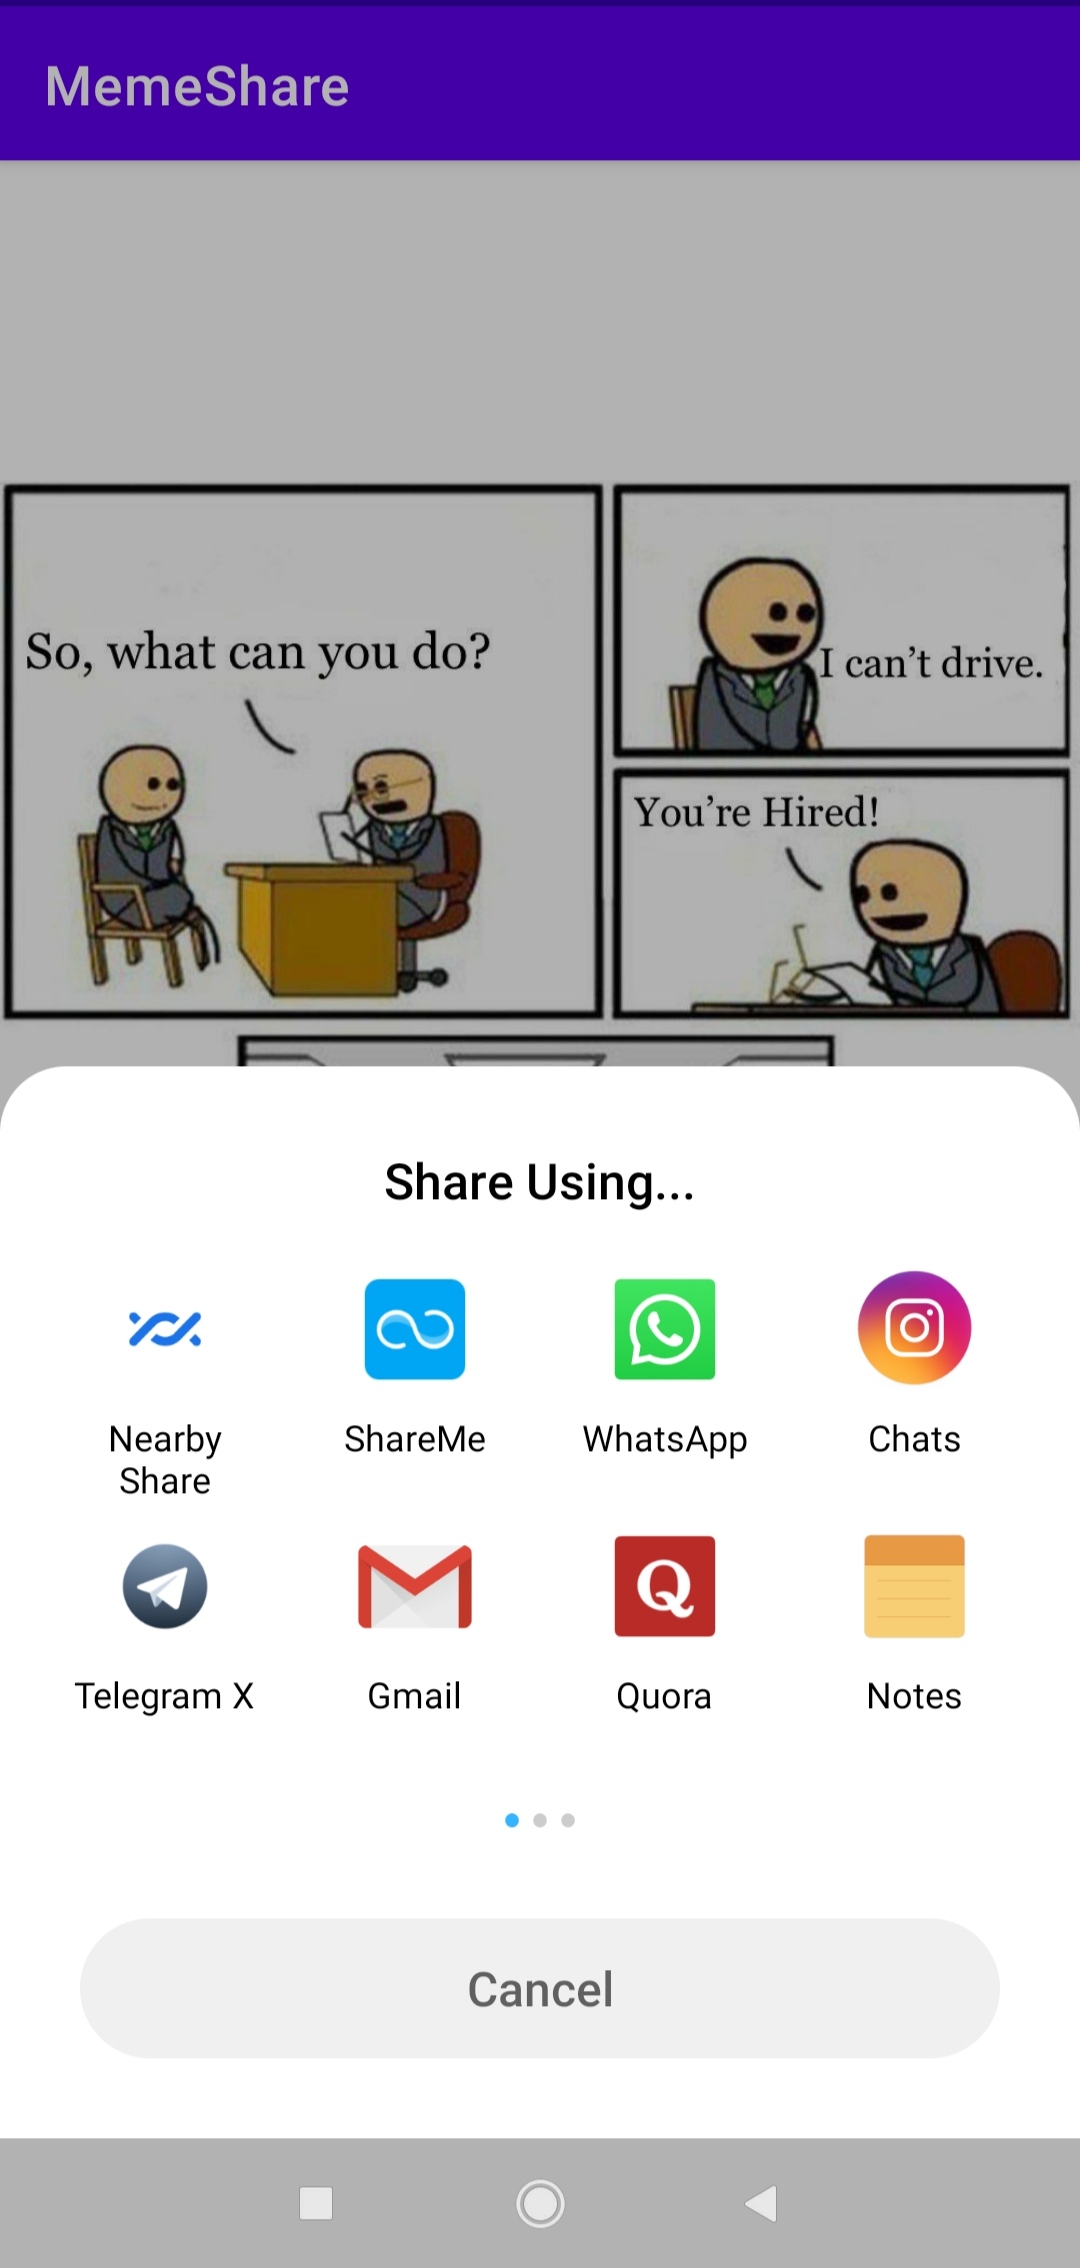 MemeShare
So, what can you do?
I can’t drive.
You’re Hired!
Share Using...
Nearby
Share
ShareMe
WhatsApp
Chats
Telegram X
Gmail
Quora
Notes
Cancel